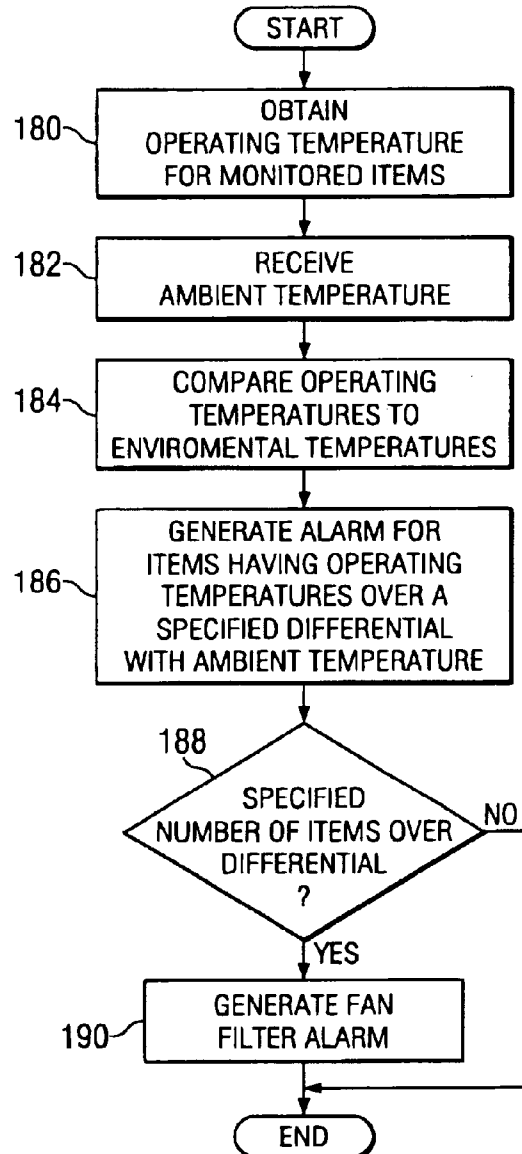 START
180
OBTAIN
OPERATING TEMPERATURE
FOR MONITORED ITEMS
182
RECEIVE
AMBIENT TEMPERATURE
184
COMPARE OPERATING
TEMPERATURES TO
ENVIROMENTAL TEMPERATURES
186
GENERATE ALARM FOR
ITEMS HAVING OPERATING
TEMPERATURES OVER A
SPECIFIED DIFFERENTIAL
WITH AMBIENT TEMPERATURE
188
SPECIFIED
NUMBER OF ITEMS OVER
DIFFERENTIAL
?
NO
YES
190
GENERATE FAN
FILTER ALARM
END